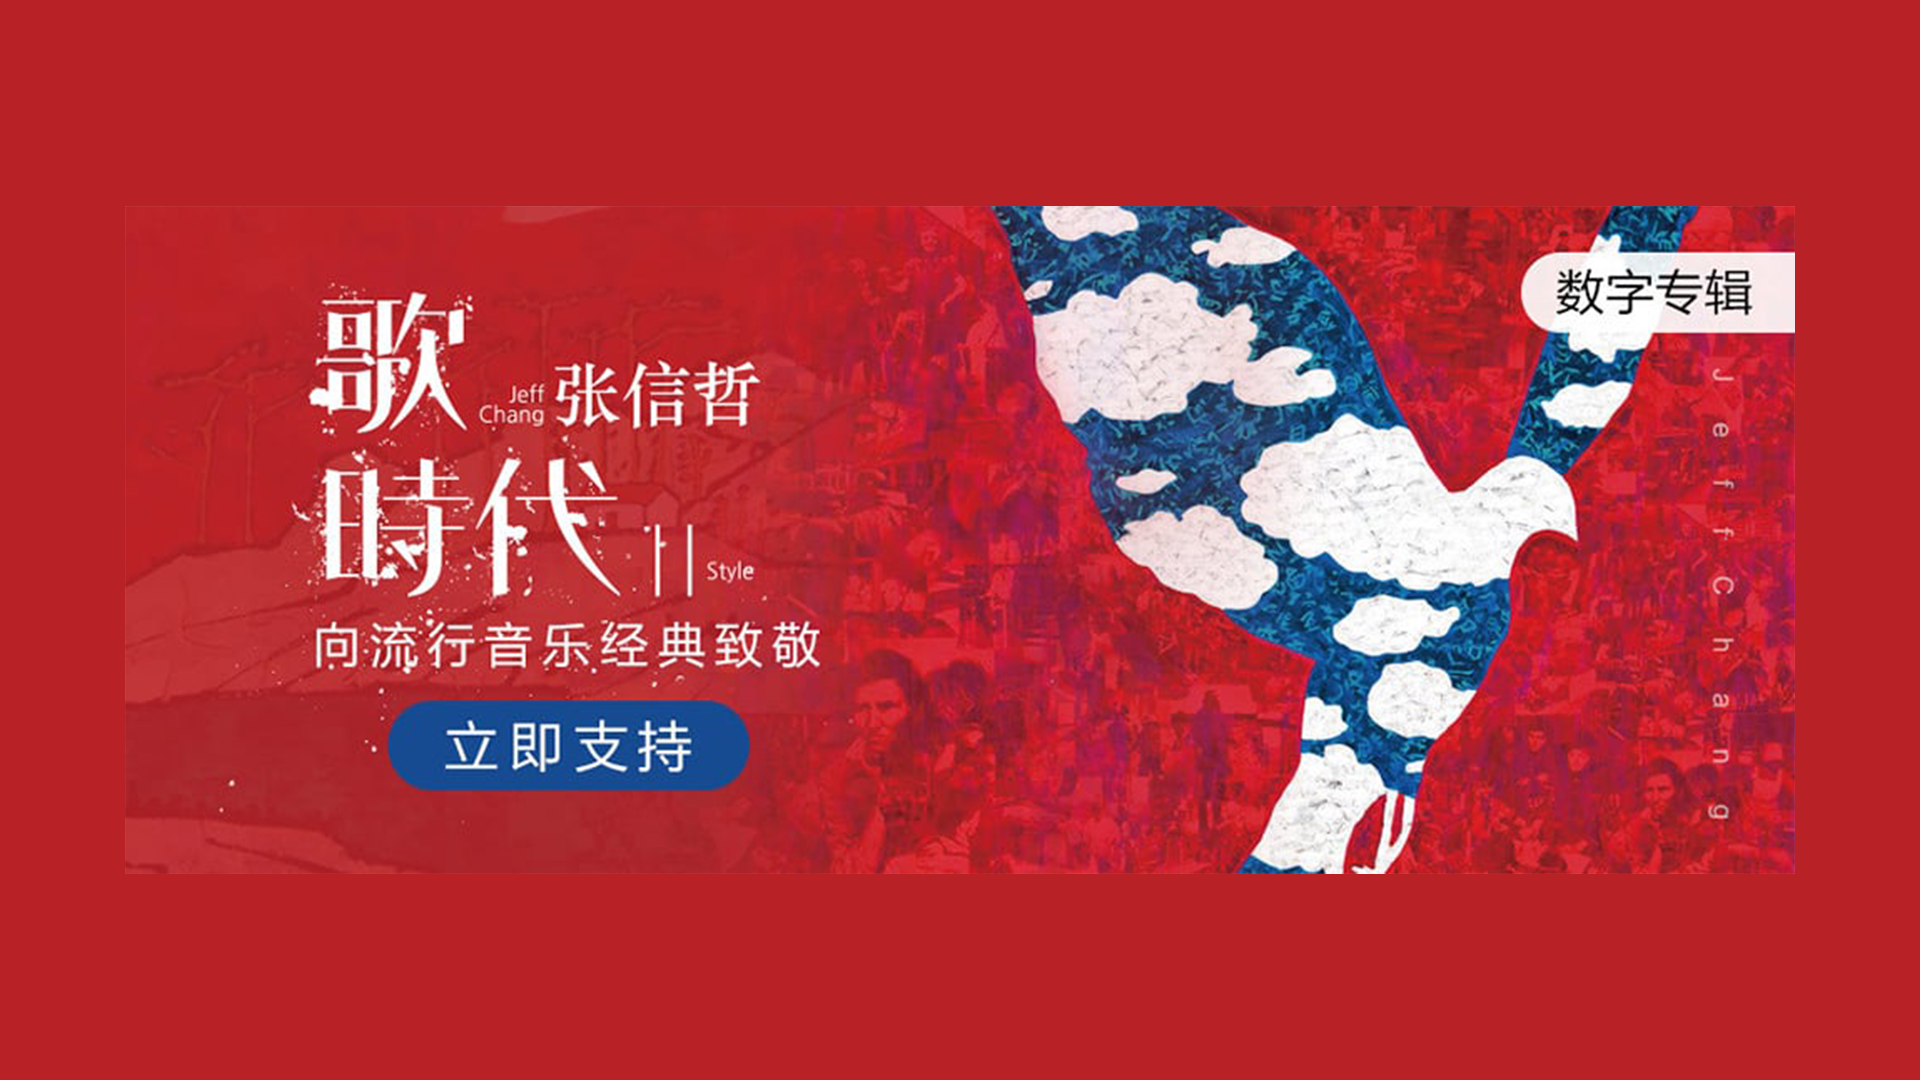 歌
Jeff
Chang
张信哲
時代
II
Style
向流行音乐经典致敬
立即支持
数字专辑
Jeff Chang